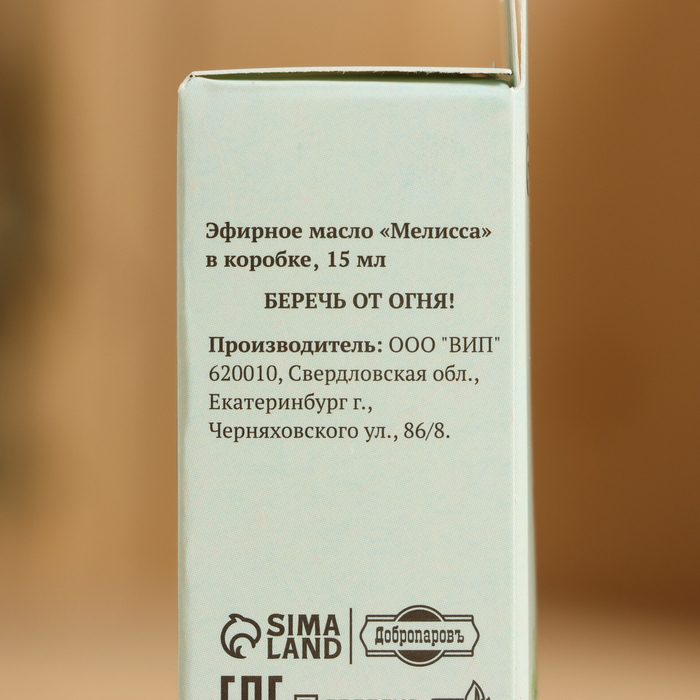 Эфирное масло «Мелисса»
в коробке, 15 мл
БЕРЕЧЬ ОТ ОГНЯ!
Производитель: ООО "ВИП"
620010, Свердловская обл.,
Екатеринбург г.,
Черняховского ул., 86/8.
SIMA
LAND
Добропаровъ